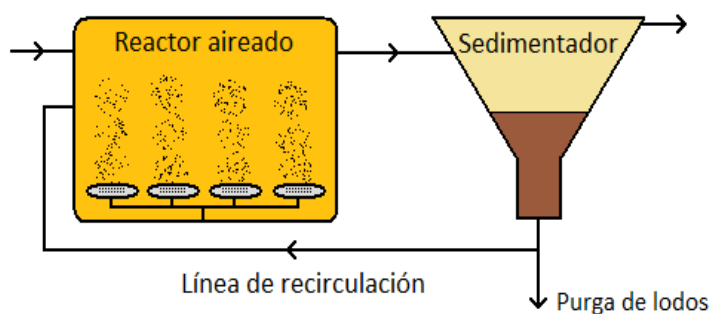 Reactor aireado
Sedimentador
Línea de recirculación
Purga de lodos